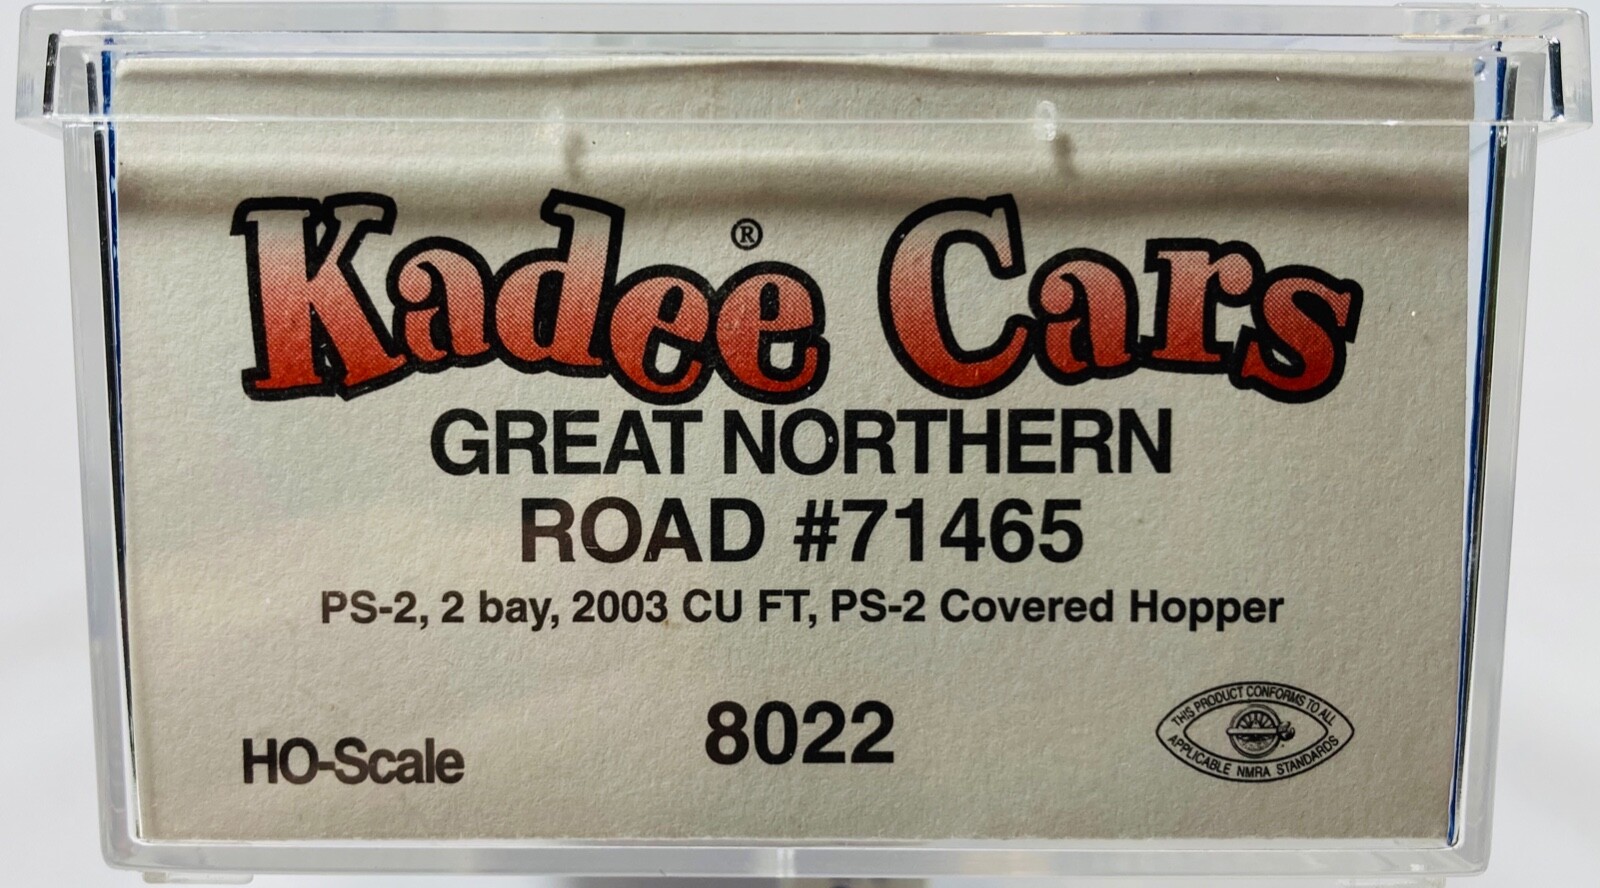 Kadee® Cars
GREAT NORTHERN
ROAD #71465
PS-2, 2 bay, 2003 CU FT, PS-2 Covered Hopper
8022
HO-Scale
THIS PRODUCT CONFORMS TO ALL
APPLICABLE NMRA STANDARDS